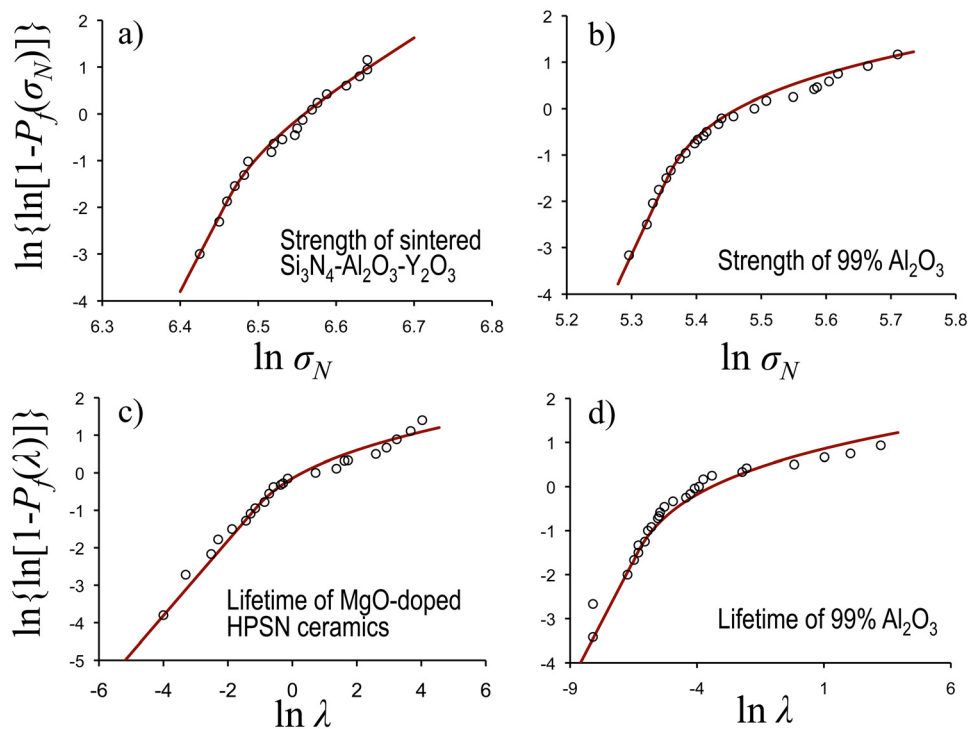 a)
ln{ln[1-P_f(σ_N)]}
2
1
0
-1
-2
-3
-4
6.3 6.4 6.5 6.6 6.7 6.8
Strength of sintered
Si₃N₄-Al₂O₃-Y₂O₃
ln σ_N
b)
2
1
0
-1
-2
-3
-4
5.2 5.3 5.4 5.5 5.6 5.7 5.8
Strength of 99% Al₂O₃
ln σ_N
c)
ln{ln[1-P_f(λ)]}
2
1
0
-1
-2
-3
-4
-5
-6 -4 -2 0 2 4 6
Lifetime of MgO-doped
HPSN ceramics
ln λ
d)
2
1
0
-1
-2
-3
-4
-9 -4 1 6
Lifetime of 99% Al₂O₃
ln λ